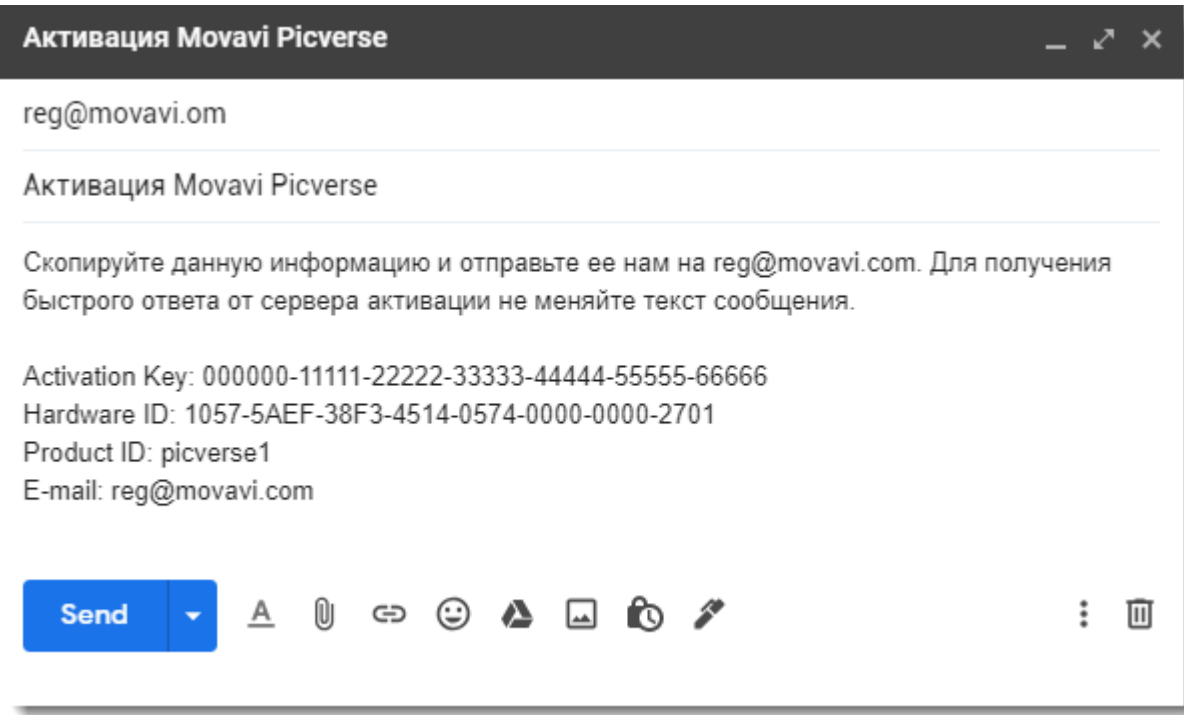 Активация Movavi Picverse
reg@movavi.om
Активация Movavi Picverse
Скопируйте данную информацию и отправьте ее нам на reg@movavi.com. Для получения
быстрого ответа от сервера активации не меняйте текст сообщения.
Activation Key: 000000-11111-22222-33333-44444-55555-66666
Hardware ID: 1057-5AEF-38F3-4514-0574-0000-0000-2701
Product ID: picverse1
E-mail: reg@movavi.com
Send